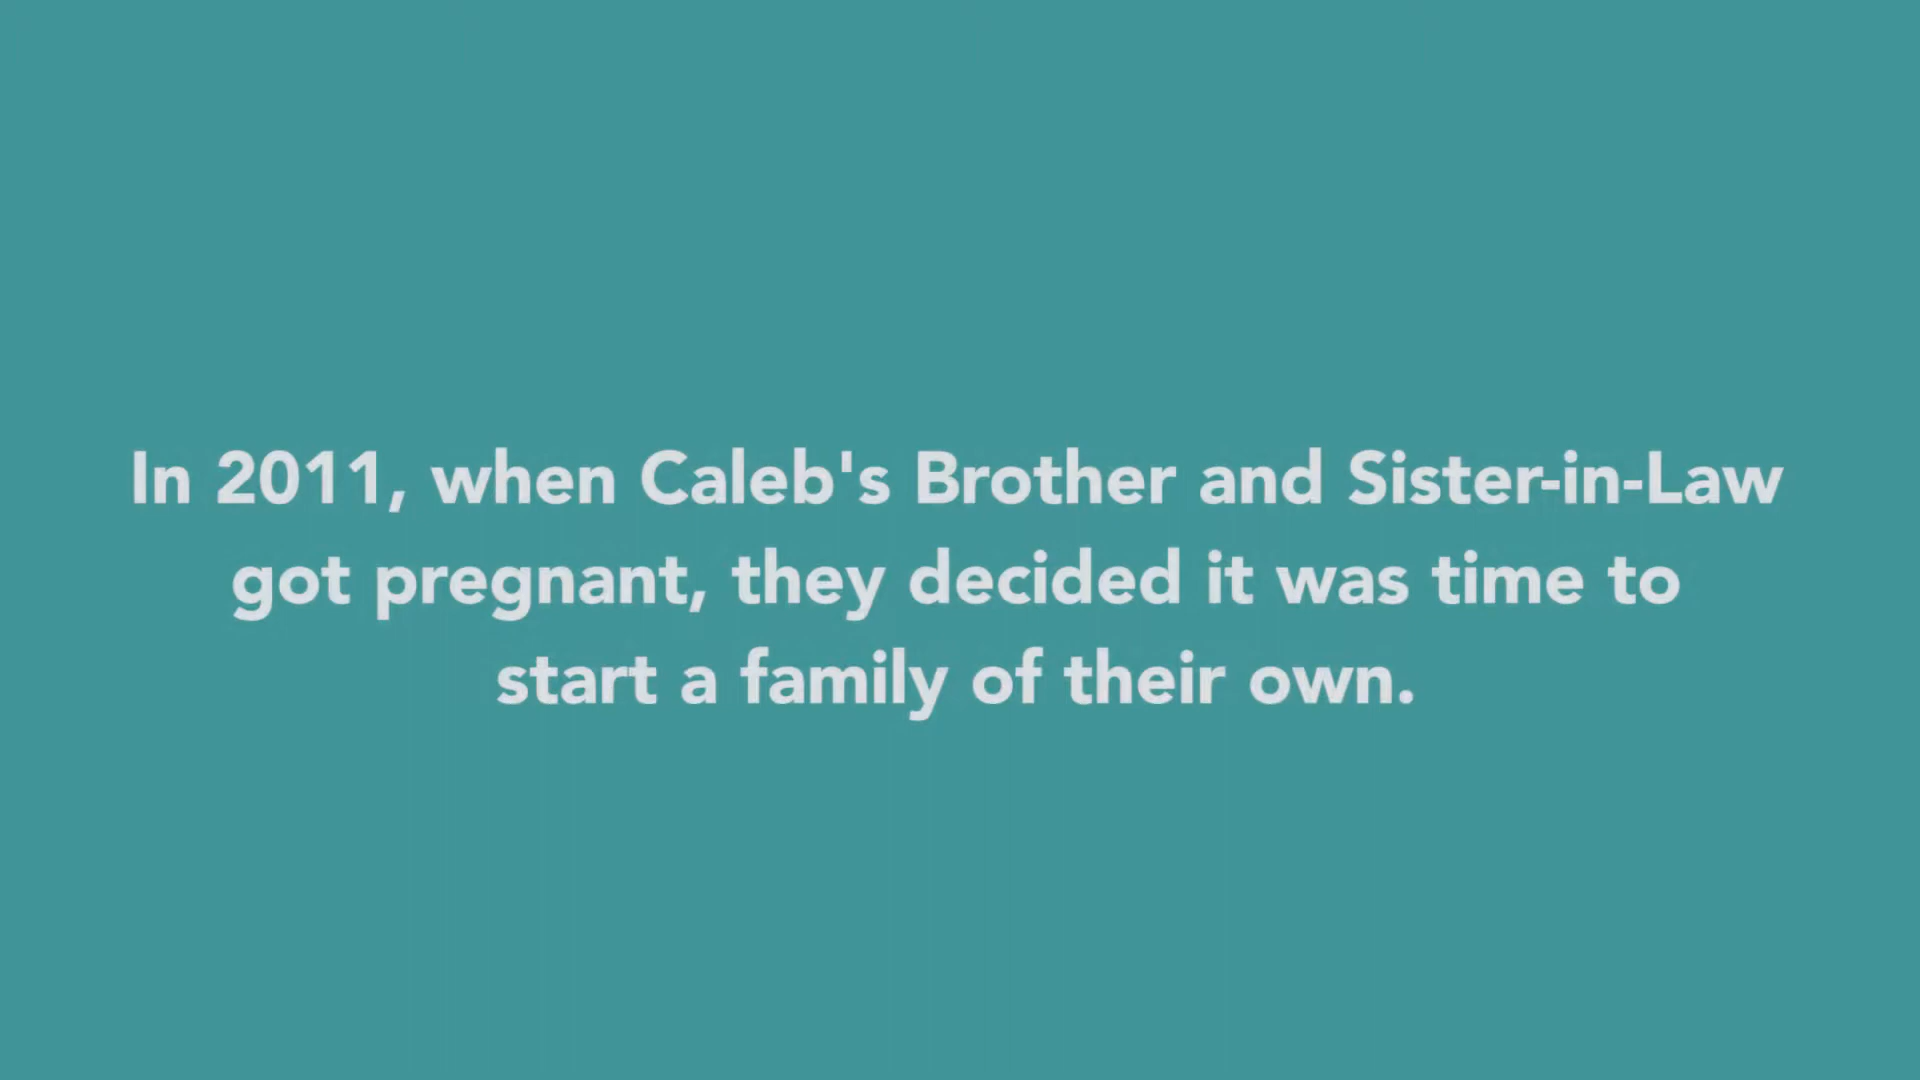 In 2011, when Caleb's Brother and Sister-in-Law
got pregnant, they decided it was time to
start a family of their own.